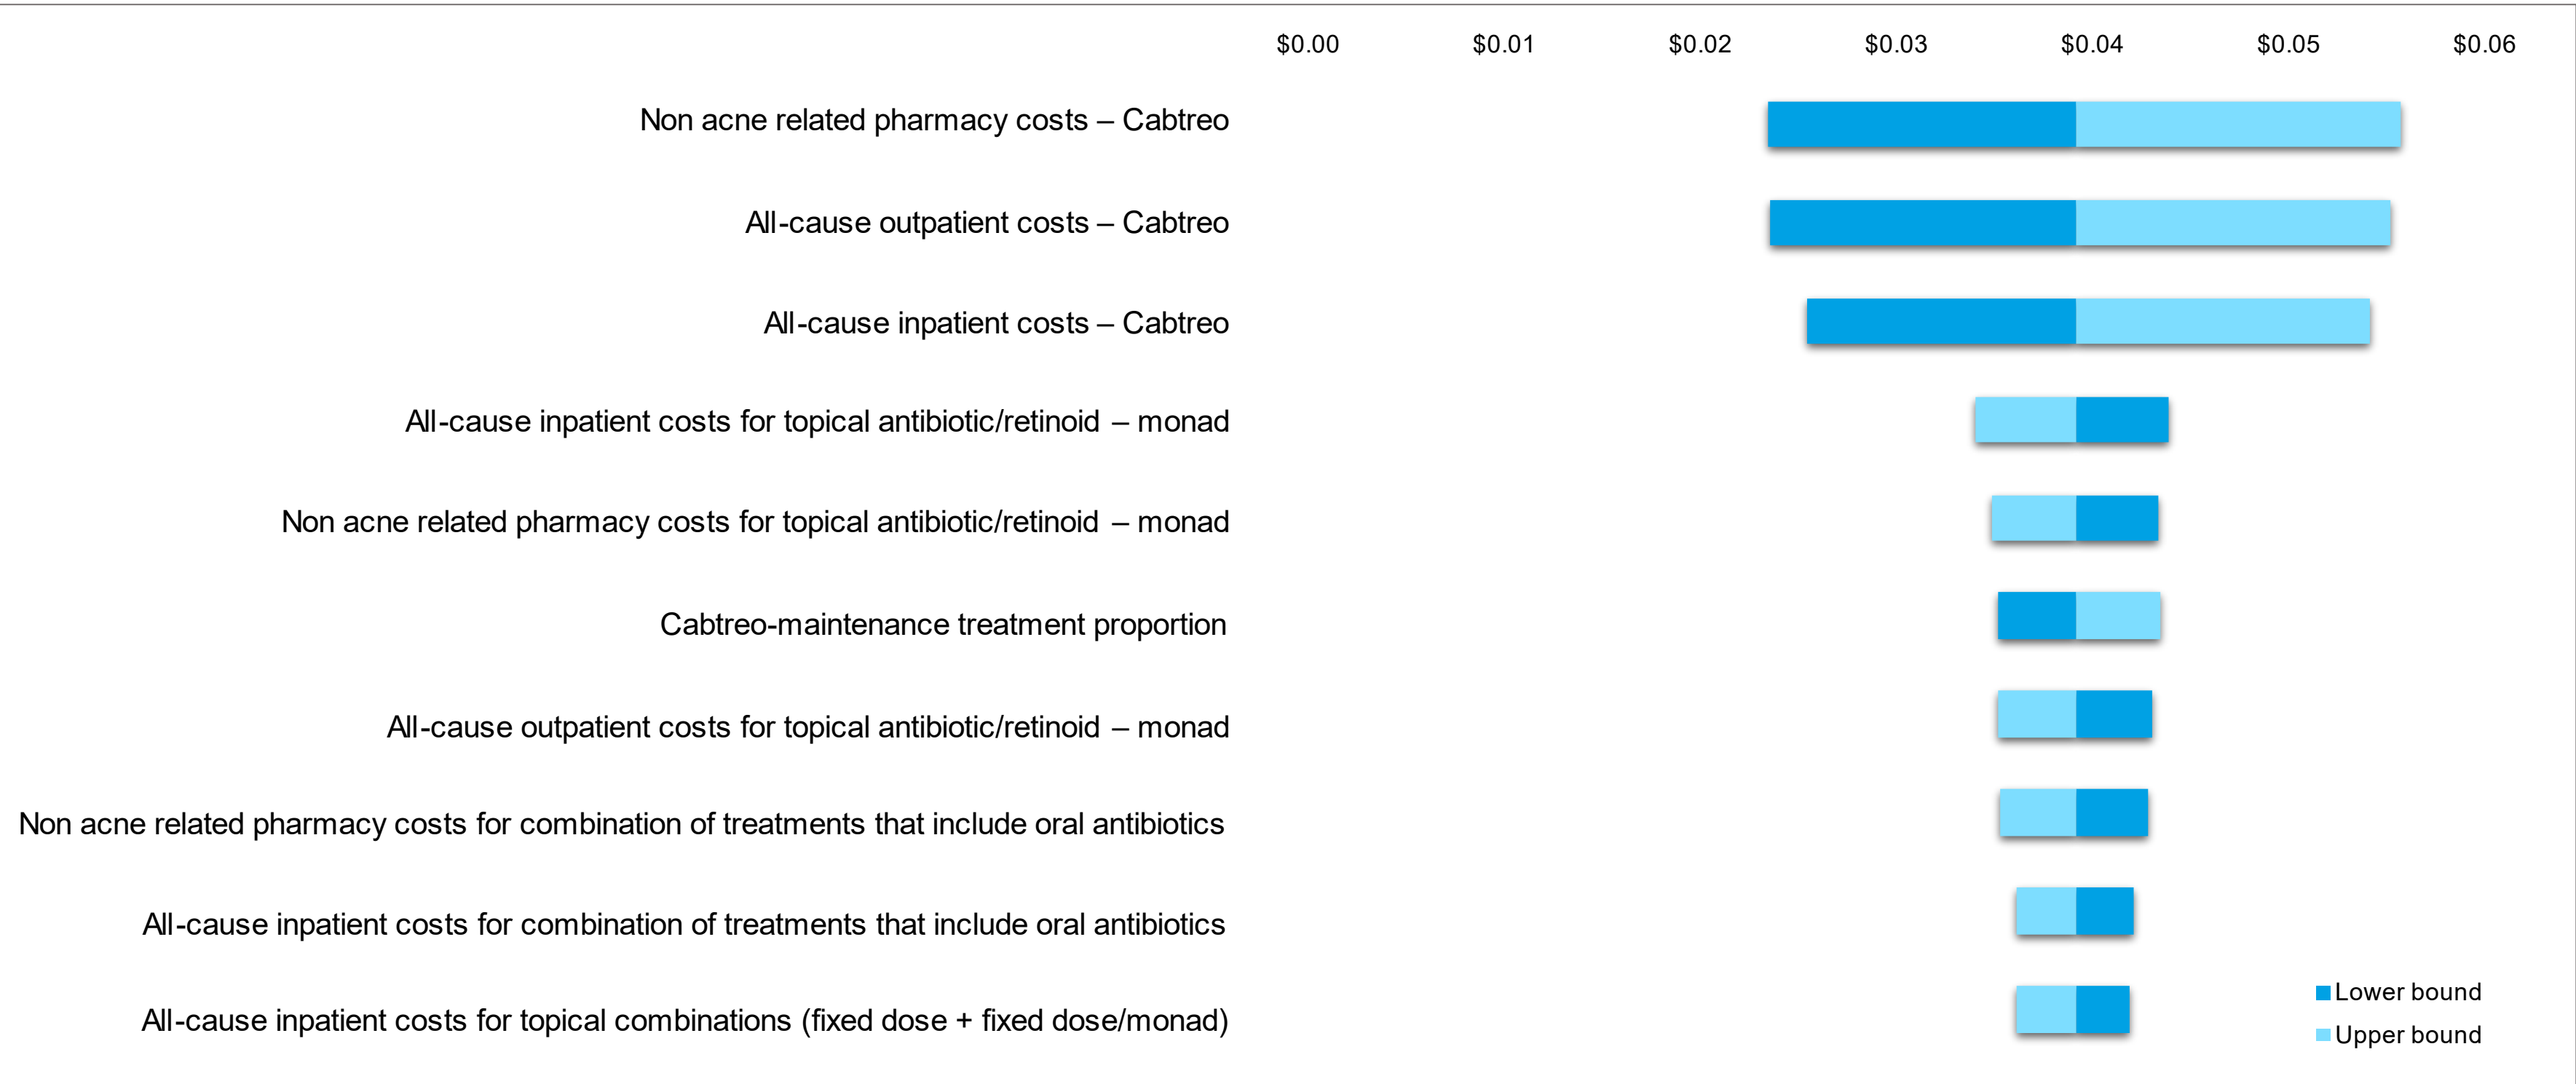 $0.00 $0.01 $0.02 $0.03 $0.04 $0.05 $0.06
Non acne related pharmacy costs – Cabtreo
All-cause outpatient costs – Cabtreo
All-cause inpatient costs – Cabtreo
All-cause inpatient costs for topical antibiotic/retinoid – monad
Non acne related pharmacy costs for topical antibiotic/retinoid – monad
Cabtreo-maintenance treatment proportion
All-cause outpatient costs for topical antibiotic/retinoid – monad
Non acne related pharmacy costs for combination of treatments that include oral antibiotics
All-cause inpatient costs for combination of treatments that include oral antibiotics
All-cause inpatient costs for topical combinations (fixed dose + fixed dose/monad)
Lower bound
Upper bound